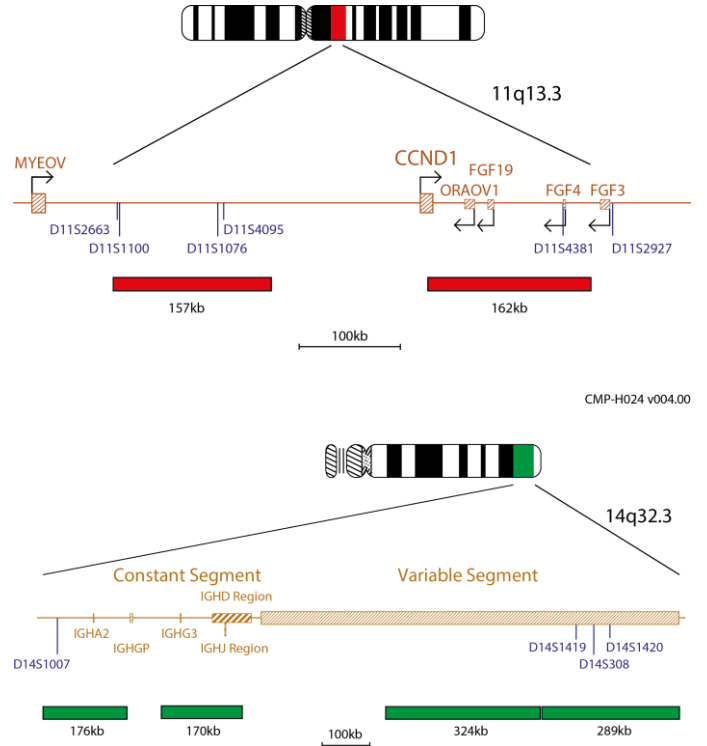 11q13.3
MYEOV
CCND1
FGF19
ORAOV1
FGF4
FGF3
D11S2663
D11S4095
D11S1100
D11S1076
D11S4381
D11S2927
157kb
162kb
100kb
CMP-H024 v004.00
14q32.3
Constant Segment
Variable Segment
IGHD Region
IGHA2
IGHG3
IGHGP
IGHJ Region
D14S1007
D14S1419
D14S1420
D14S308
176kb
170kb
324kb
289kb
100kb